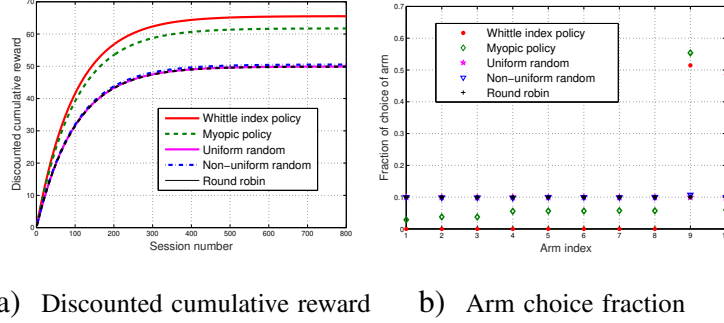 Discounted cumulative reward
70
60
50
40
30
20
10
0
0 100 200 300 400 500 600 700 800
Session number
Whittle index policy
Myopic policy
Uniform random
Non−uniform random
Round robin
Fraction of choice of arm
0.7
0.6
0.5
0.4
0.3
0.2
0.1
0
1 2 3 4 5 6 7 8 9 1
Arm index
Whittle index policy
Myopic policy
Uniform random
Non−uniform random
Round robin
a) Discounted cumulative reward b) Arm choice fraction